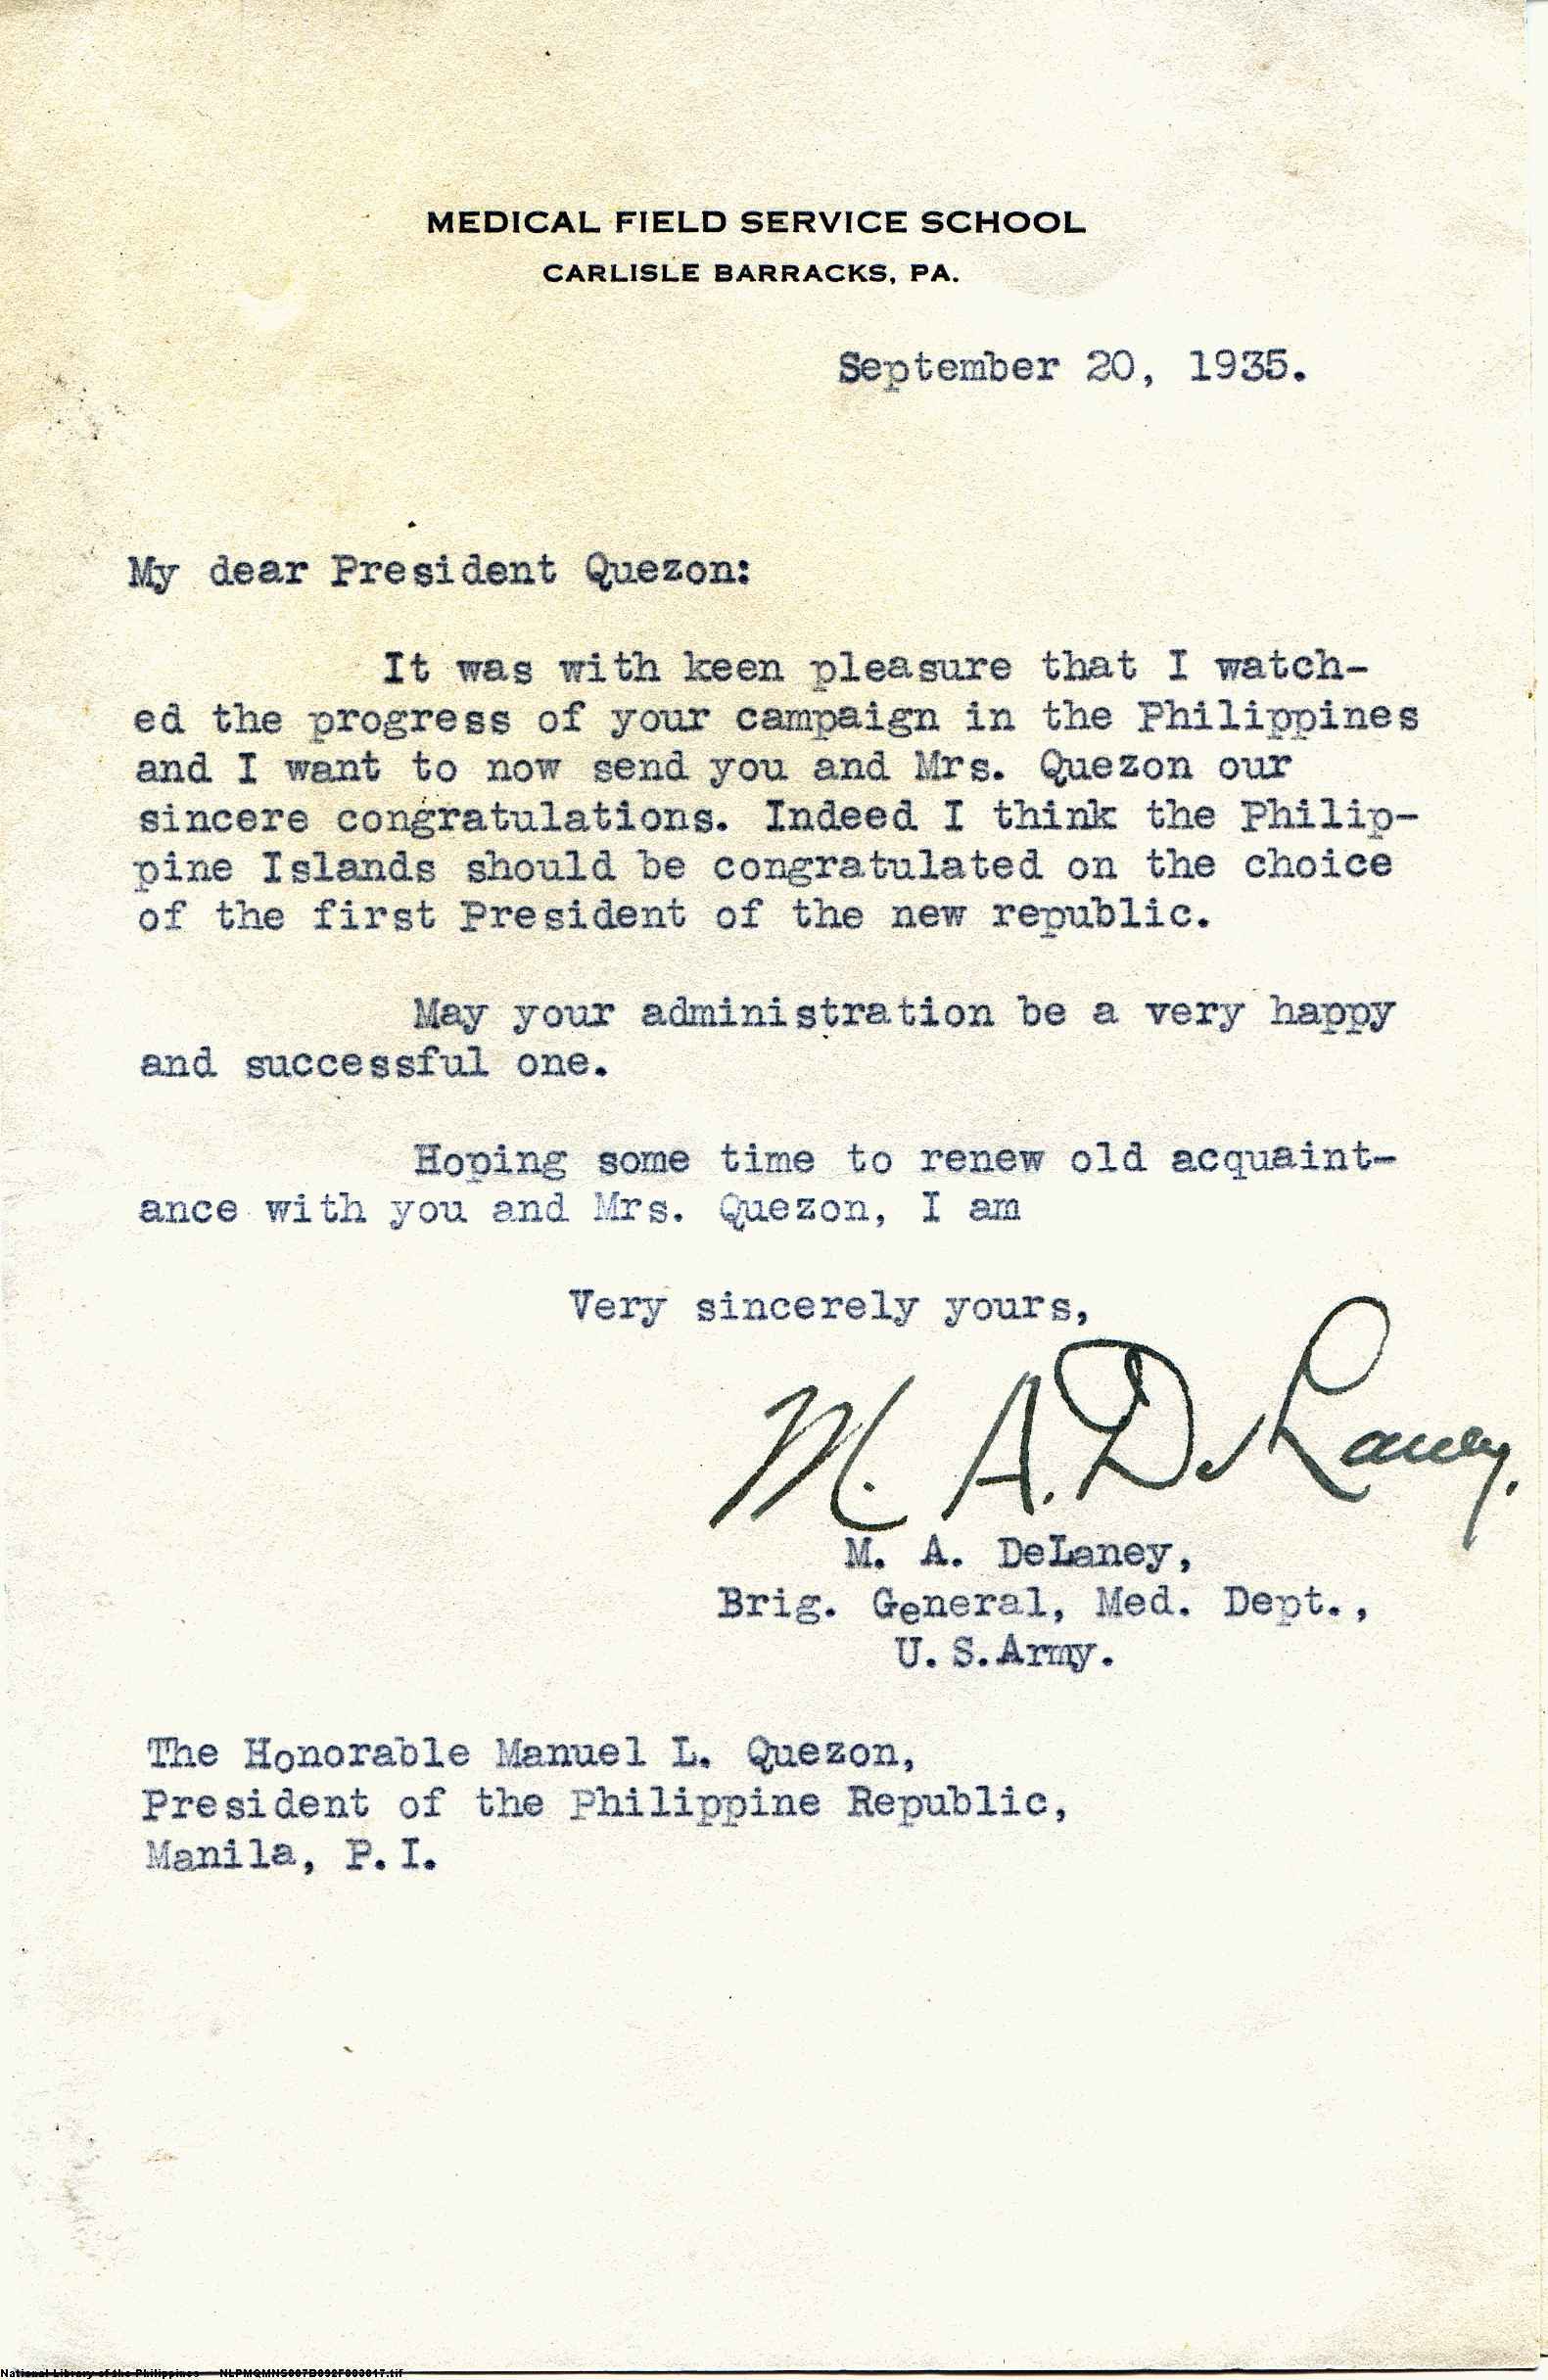 MEDICAL FIELD SERVICE SCHOOL
CARLISLE BARRACKS, PA.
September 20, 1935.
My dear President Quezon:
It was with keen pleasure that I watch-
ed the progress of your campaign in the Philippines
and I want to now send you and Mrs. Quezon our
sincere congratulations. Indeed I think the Philip-
pine Islands should be congratulated on the choice
of the first President of the new republic.
May your administration be a very happy
and successful one.
Hoping some time to renew old acquaint-
ance with you and Mrs. Quezon, I am
Very sincerely yours,
M. A. DeLaney.
M. A. DeLaney,
Brig. General, Med. Dept.,
U.S.Army.
The Honorable Manuel L. Quezon,
President of the Philippine Republic,
Manila, P.I.
National Library of the Philippines